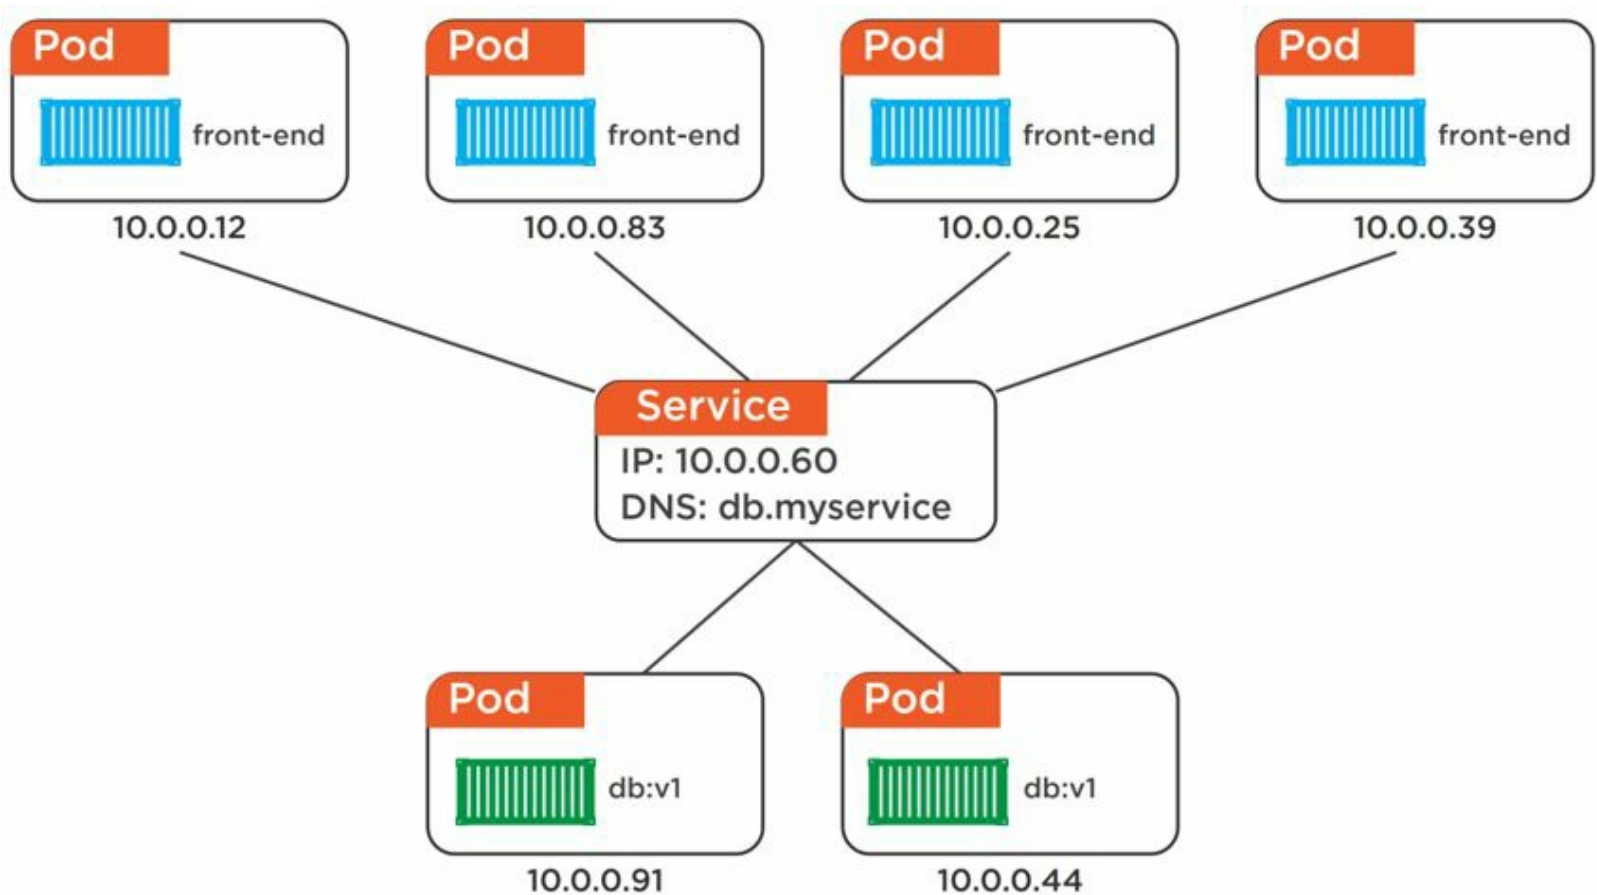 Pod
front-end
10.0.0.12
Pod
front-end
10.0.0.83
Pod
front-end
10.0.0.25
Pod
front-end
10.0.0.39
Service
IP: 10.0.0.60
DNS: db.myservice
Pod
db:v1
10.0.0.91
Pod
db:v1
10.0.0.44